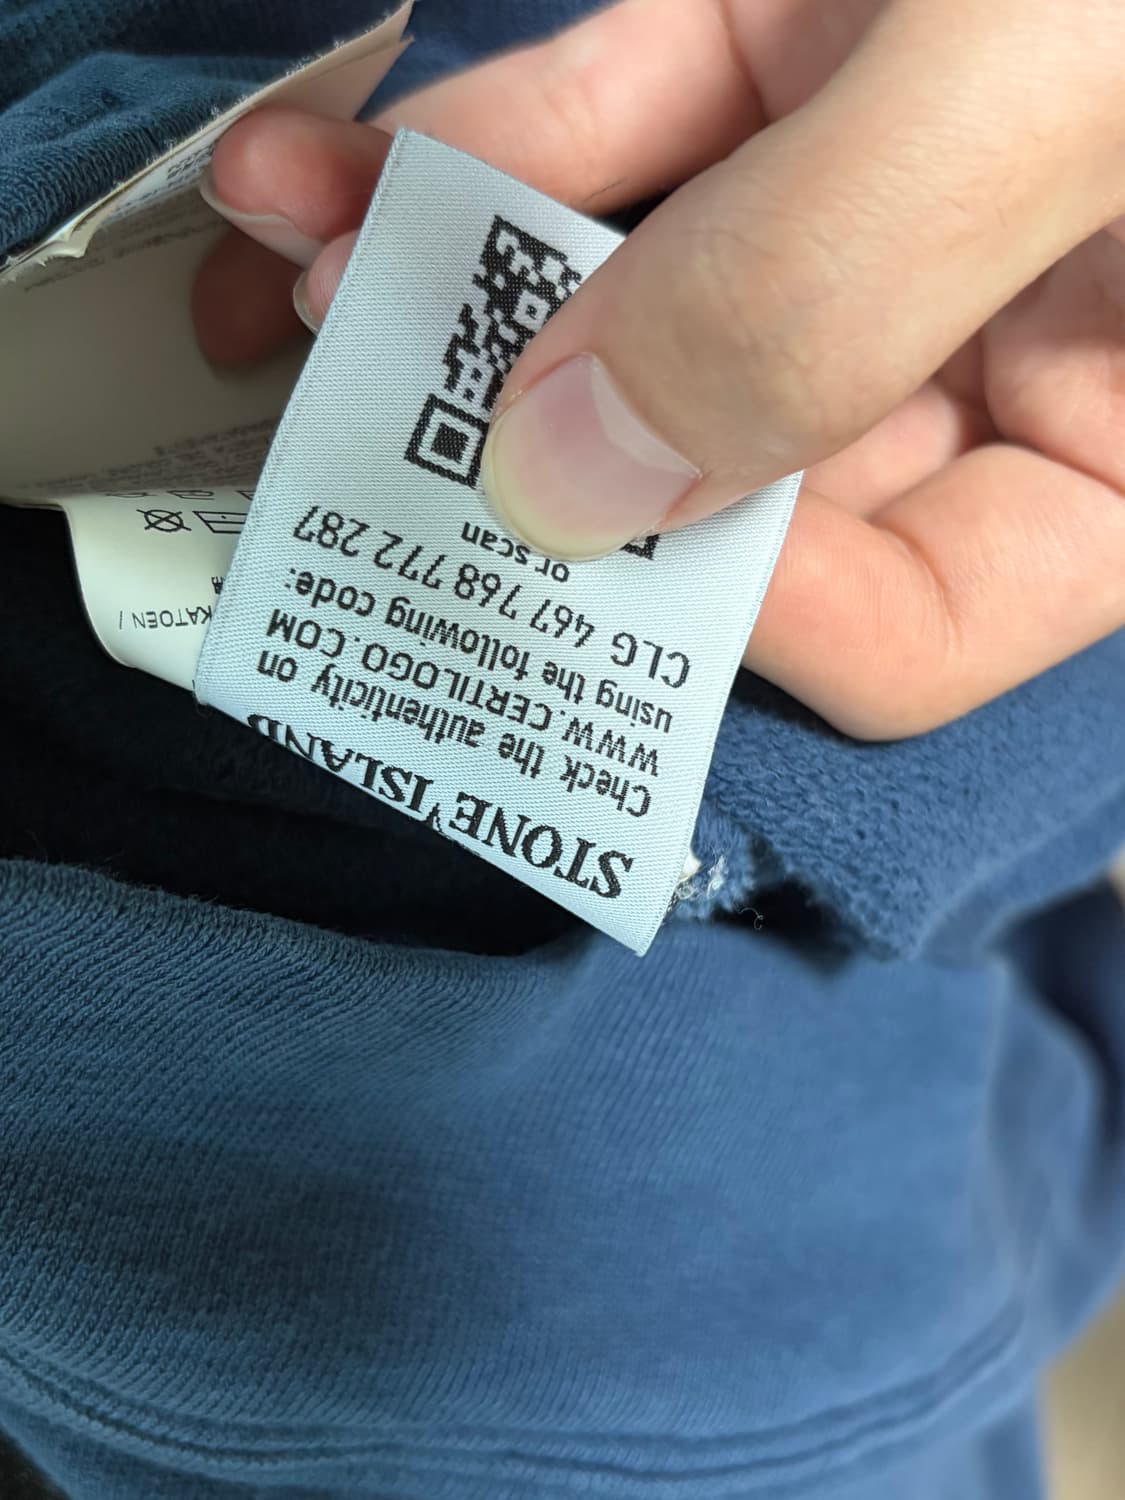 STONE ISLAND
Check the authenticity on
WWW.CERTILOGO.COM
using the following code:
CLG 467 768 772 287
or scan
KATOEN /